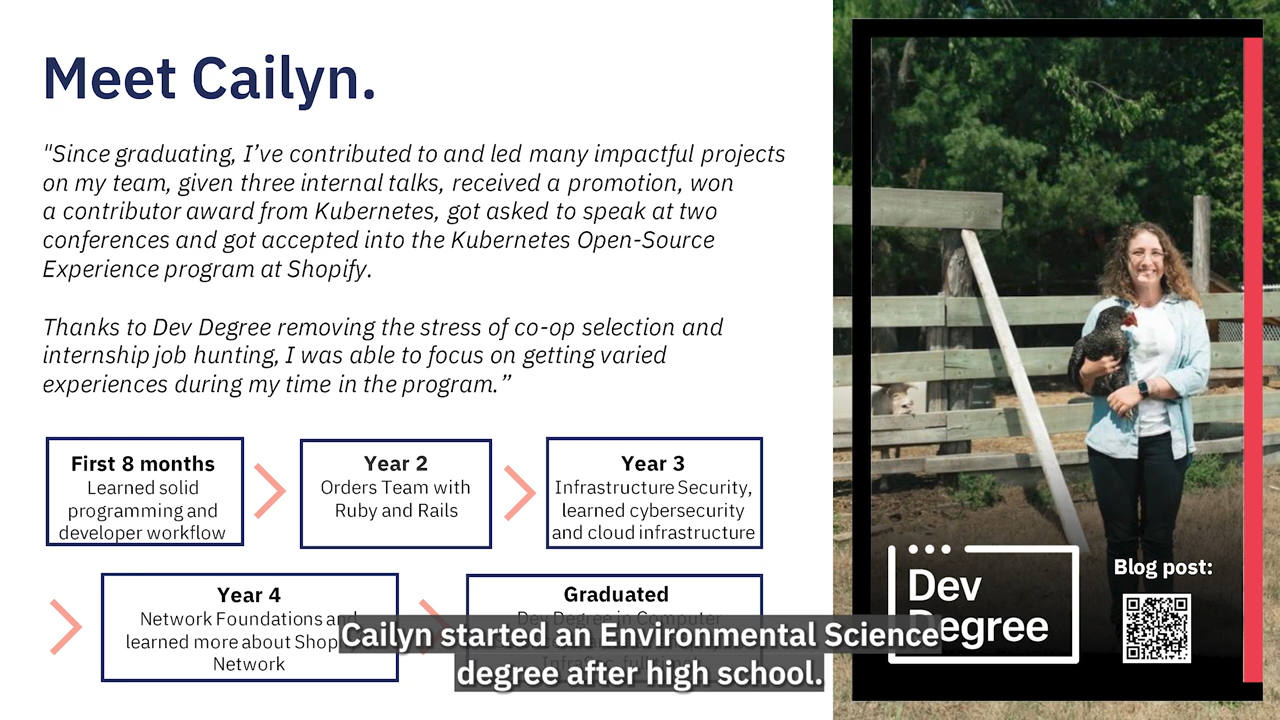 Meet Cailyn.
"Since graduating, I’ve contributed to and led many impactful projects
on my team, given three internal talks, received a promotion, won
a contributor award from Kubernetes, got asked to speak at two
conferences and got accepted into the Kubernetes Open-Source
Experience program at Shopify.
Thanks to Dev Degree removing the stress of co-op selection and
internship job hunting, I was able to focus on getting varied
experiences during my time in the program.”
First 8 months
Learned solid
programming and
developer workflow
Year 2
Orders Team with
Ruby and Rails
Year 3
Infrastructure Security,
learned cybersecurity
and cloud infrastructure
Year 4
Network Foundations and
learned more about
Network
Graduated
Dev Degree in Computer
Cailyn started an Environmental Science
degree after high school.
Dev
Degree
Blog post: